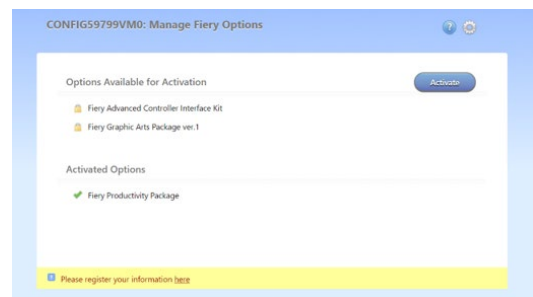 CONFIG59799VM0: Manage Fiery Options
Options Available for Activation
Activate
Fiery Advanced Controller Interface Kit
Fiery Graphic Arts Package ver.1
Activated Options
Fiery Productivity Package
Please register your information here